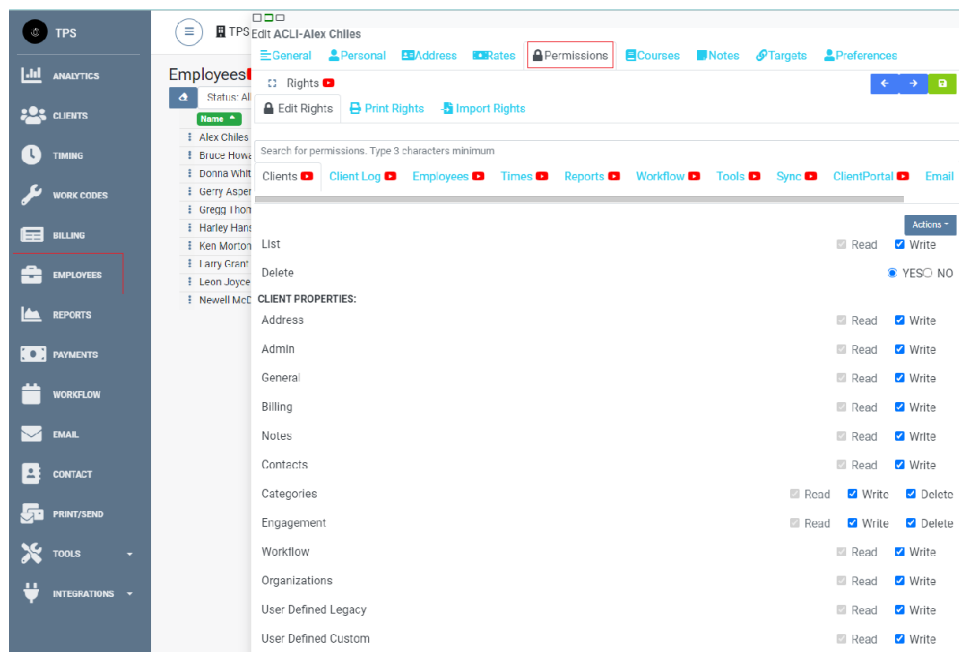 TPS
ANALYTICS
CLIENTS
TIMING
WORK CODES
BILLING
EMPLOYEES
REPORTS
PAYMENTS
WORKFLOW
EMAIL
CONTACT
PRINT/SEND
TOOLS
INTEGRATIONS
TPS
Employees
Status: All
Name
Alex Chiles
Bruce Howa
Donna Whit
Gerry Asper
Gregg Thom
Harley Hans
Ken Morton
Larry Grant
Leon Joyce
Newell McD
Edit ACLI-Alex Chiles
General Personal Address Rates Permissions Courses Notes Targets Preferences
Rights
Edit Rights Print Rights Import Rights
Search for permissions. Type 3 characters minimum
Clients Client Log Employees Times Reports Workflow Tools Sync ClientPortal Email
Actions
List Read Write
Delete YES NO
CLIENT PROPERTIES:
Address Read Write
Admin Read Write
General Read Write
Billing Read Write
Notes Read Write
Contacts Read Write
Categories Read Write Delete
Engagement Read Write Delete
Workflow Read Write
Organizations Read Write
User Defined Legacy Read Write
User Defined Custom Read Write